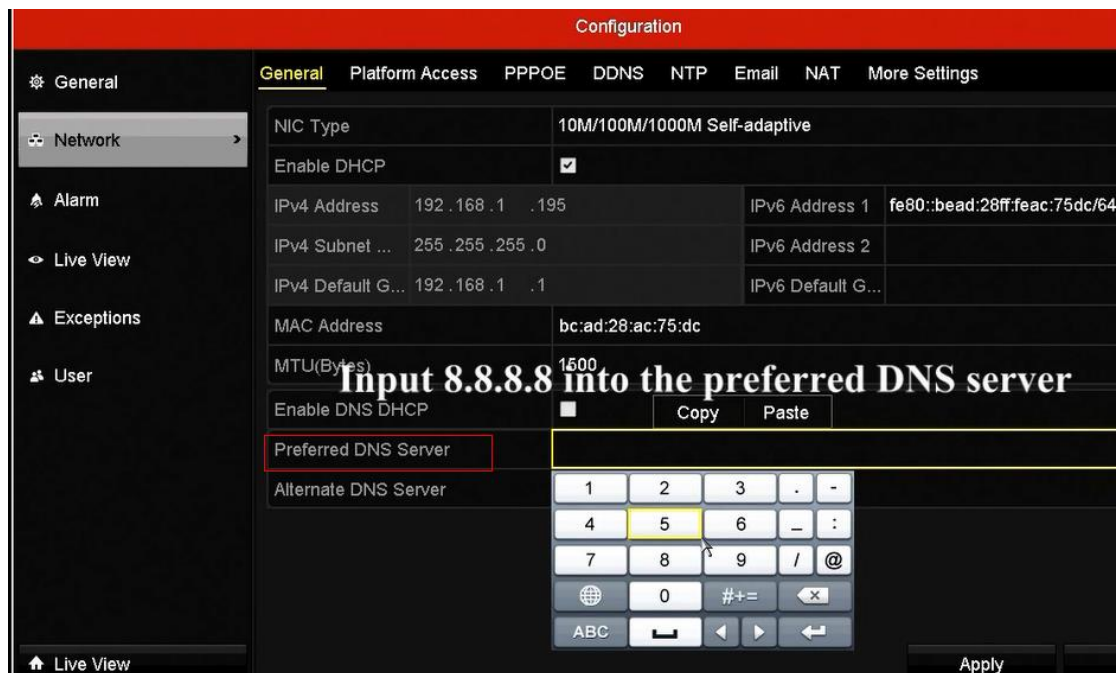 Configuration
General
Network
Alarm
Live View
Exceptions
User
Live View
General Platform Access PPPOE DDNS NTP Email NAT More Settings
NIC Type 10M/100M/1000M Self-adaptive
Enable DHCP
IPv4 Address 192 .168 .1 .195 IPv6 Address 1 fe80::bead:28ff:feac:75dc/64
IPv4 Subnet ... 255 .255 .255 .0 IPv6 Address 2
IPv4 Default G... 192 .168 .1 .1 IPv6 Default G...
MAC Address bc:ad:28:ac:75:dc
MTU(Bytes) 1500
Input 8.8.8.8 into the preferred DNS server
Enable DNS DHCP Copy Paste
Preferred DNS Server
Alternate DNS Server
1 2 3 . -
4 5 6 _ :
7 8 9 / @
0 #+=
ABC
Apply